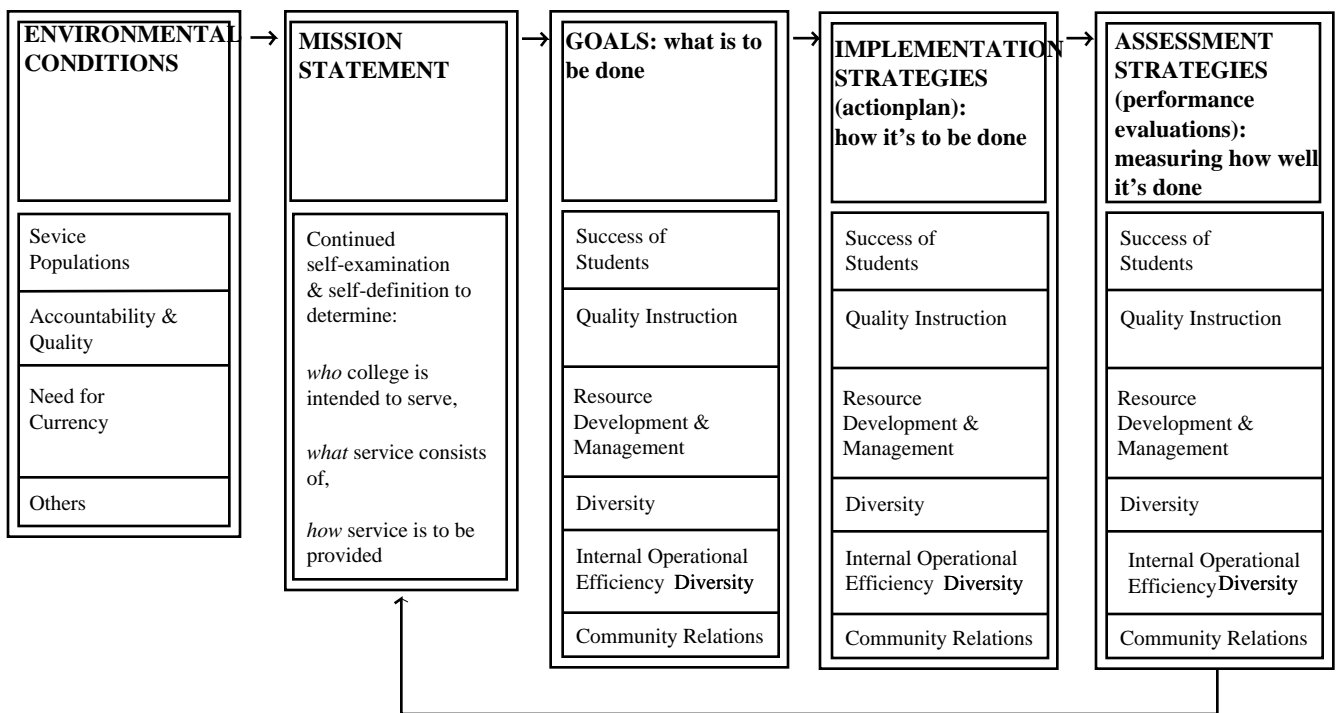 ENVIRONMENTAL
CONDITIONS
Sevice
Populations
Accountability &
Quality
Need for
Currency
Others
MISSION
STATEMENT
Continued
self-examination
& self-definition to
determine:
who college is
intended to serve,
what service consists
of,
how service is to be
provided
GOALS: what is to
be done
Success of
Students
Quality Instruction
Resource
Development &
Management
Diversity
Internal Operational
Efficiency Diversity
Community Relations
IMPLEMENTATION
STRATEGIES
(actionplan):
how it’s to be done
Success of
Students
Quality Instruction
Resource
Development &
Management
Diversity
Internal Operational
Efficiency Diversity
Community Relations
ASSESSMENT
STRATEGIES
(performance
evaluations):
measuring how well
it’s done
Success of
Students
Quality Instruction
Resource
Development &
Management
Diversity
Internal Operational
Efficiency Diversity
Community Relations